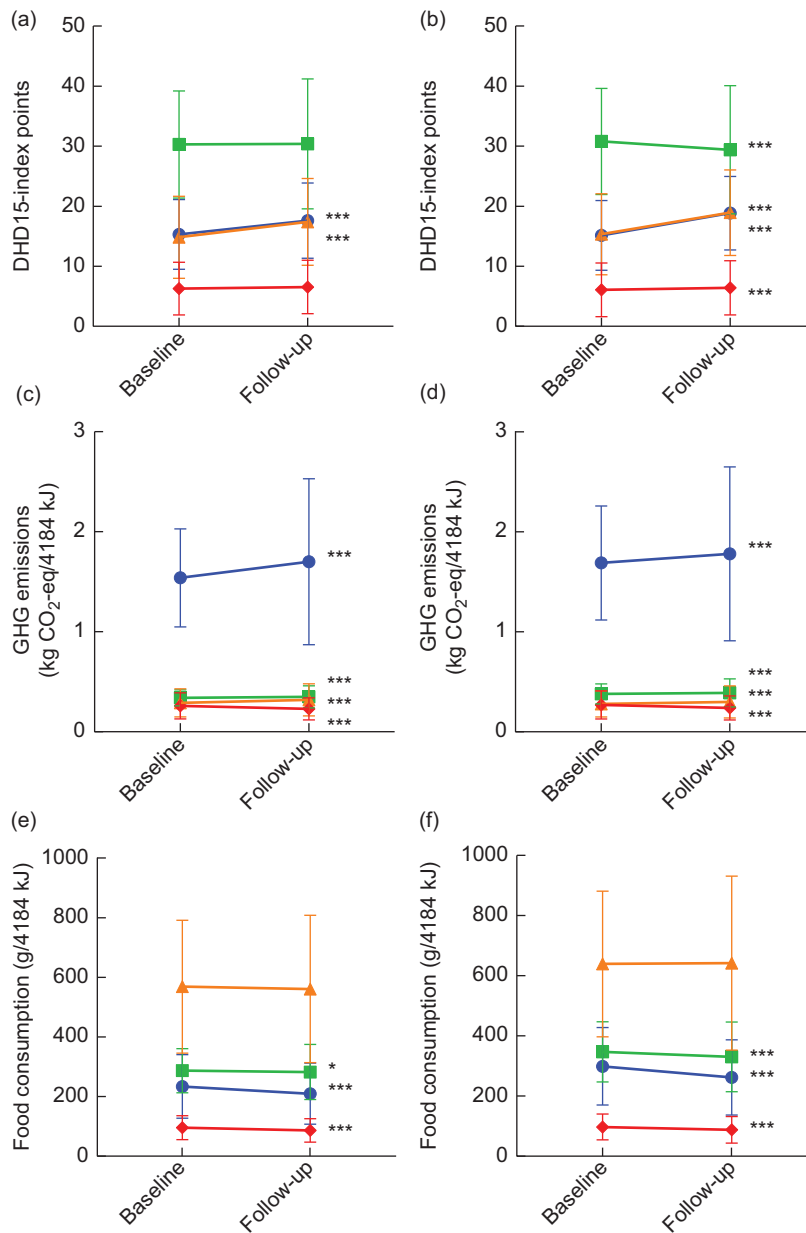 (a)
50
40
30
20
10
0
DHD15-index points
***
***
Baseline
Follow-up
(b)
50
40
30
20
10
0
DHD15-index points
***
***
***
***
Baseline
Follow-up
(c)
3
2
1
0
GHG emissions
(kg CO₂-eq/4184 kJ)
***
***
***
***
Baseline
Follow-up
(d)
3
2
1
0
GHG emissions
(kg CO₂-eq/4184 kJ)
***
***
***
***
Baseline
Follow-up
(e)
1000
800
600
400
200
0
Food consumption (g/4184 kJ)
*
***
***
Baseline
Follow-up
(f)
1000
800
600
400
200
0
Food consumption (g/4184 kJ)
***
***
***
Baseline
Follow-up